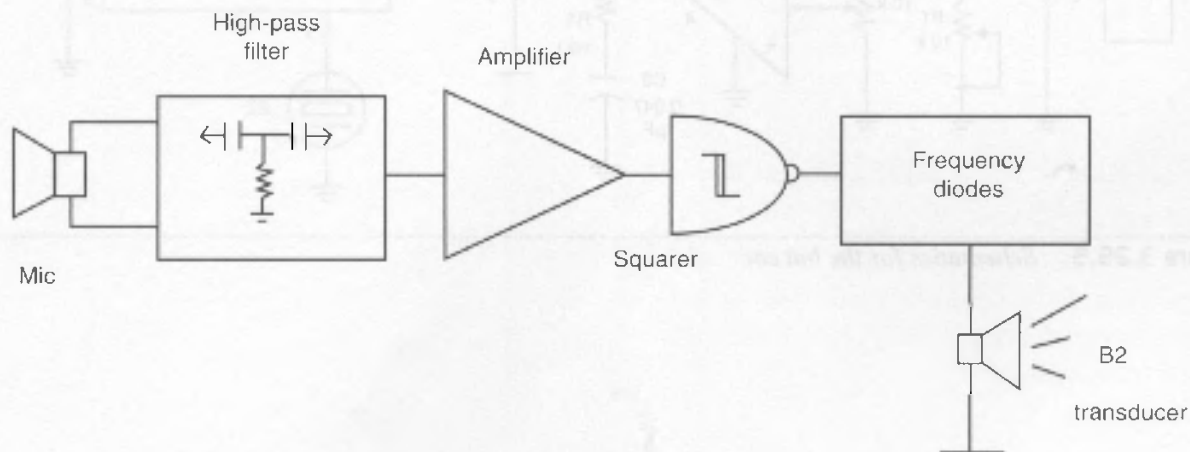 High-pass
filter
Amplifier
Mic
Squarer
Frequency
diodes
B2
transducer